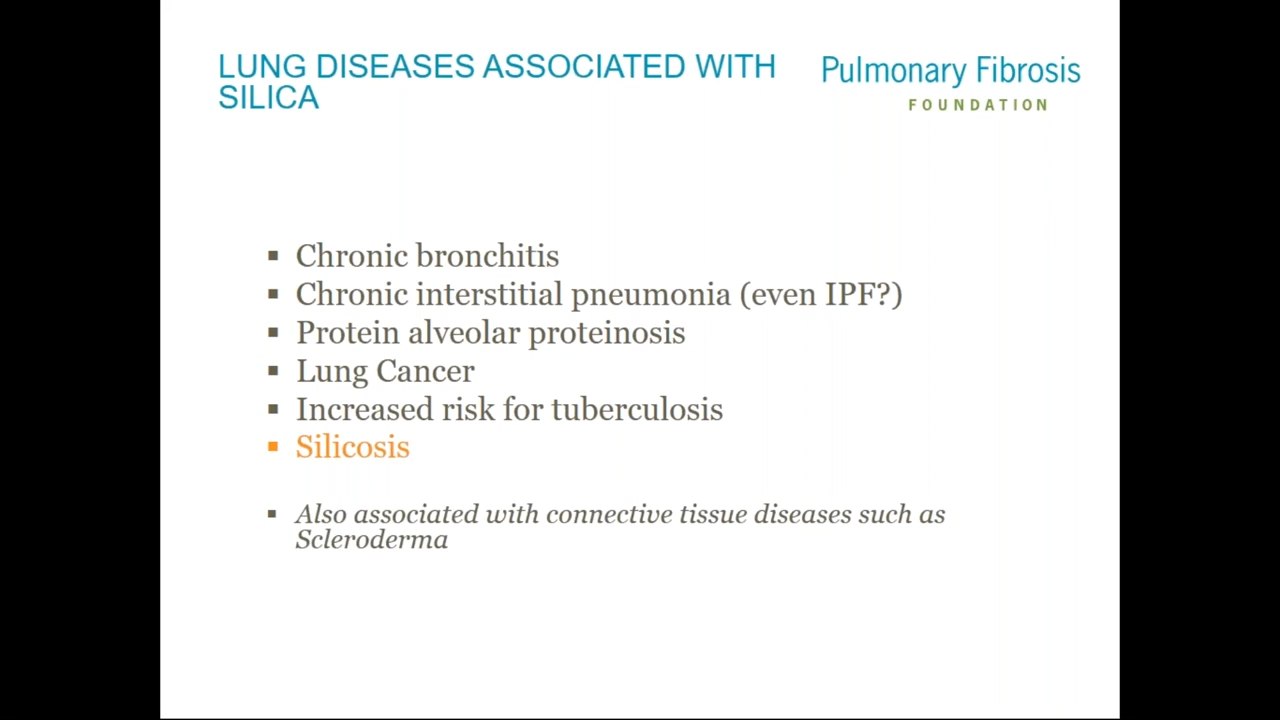 LUNG DISEASES ASSOCIATED WITH
SILICA
Pulmonary Fibrosis
FOUNDATION
▪ Chronic bronchitis
▪ Chronic interstitial pneumonia (even IPF?)
▪ Protein alveolar proteinosis
▪ Lung Cancer
▪ Increased risk for tuberculosis
▪ Silicosis
▪ Also associated with connective tissue diseases such as
Scleroderma